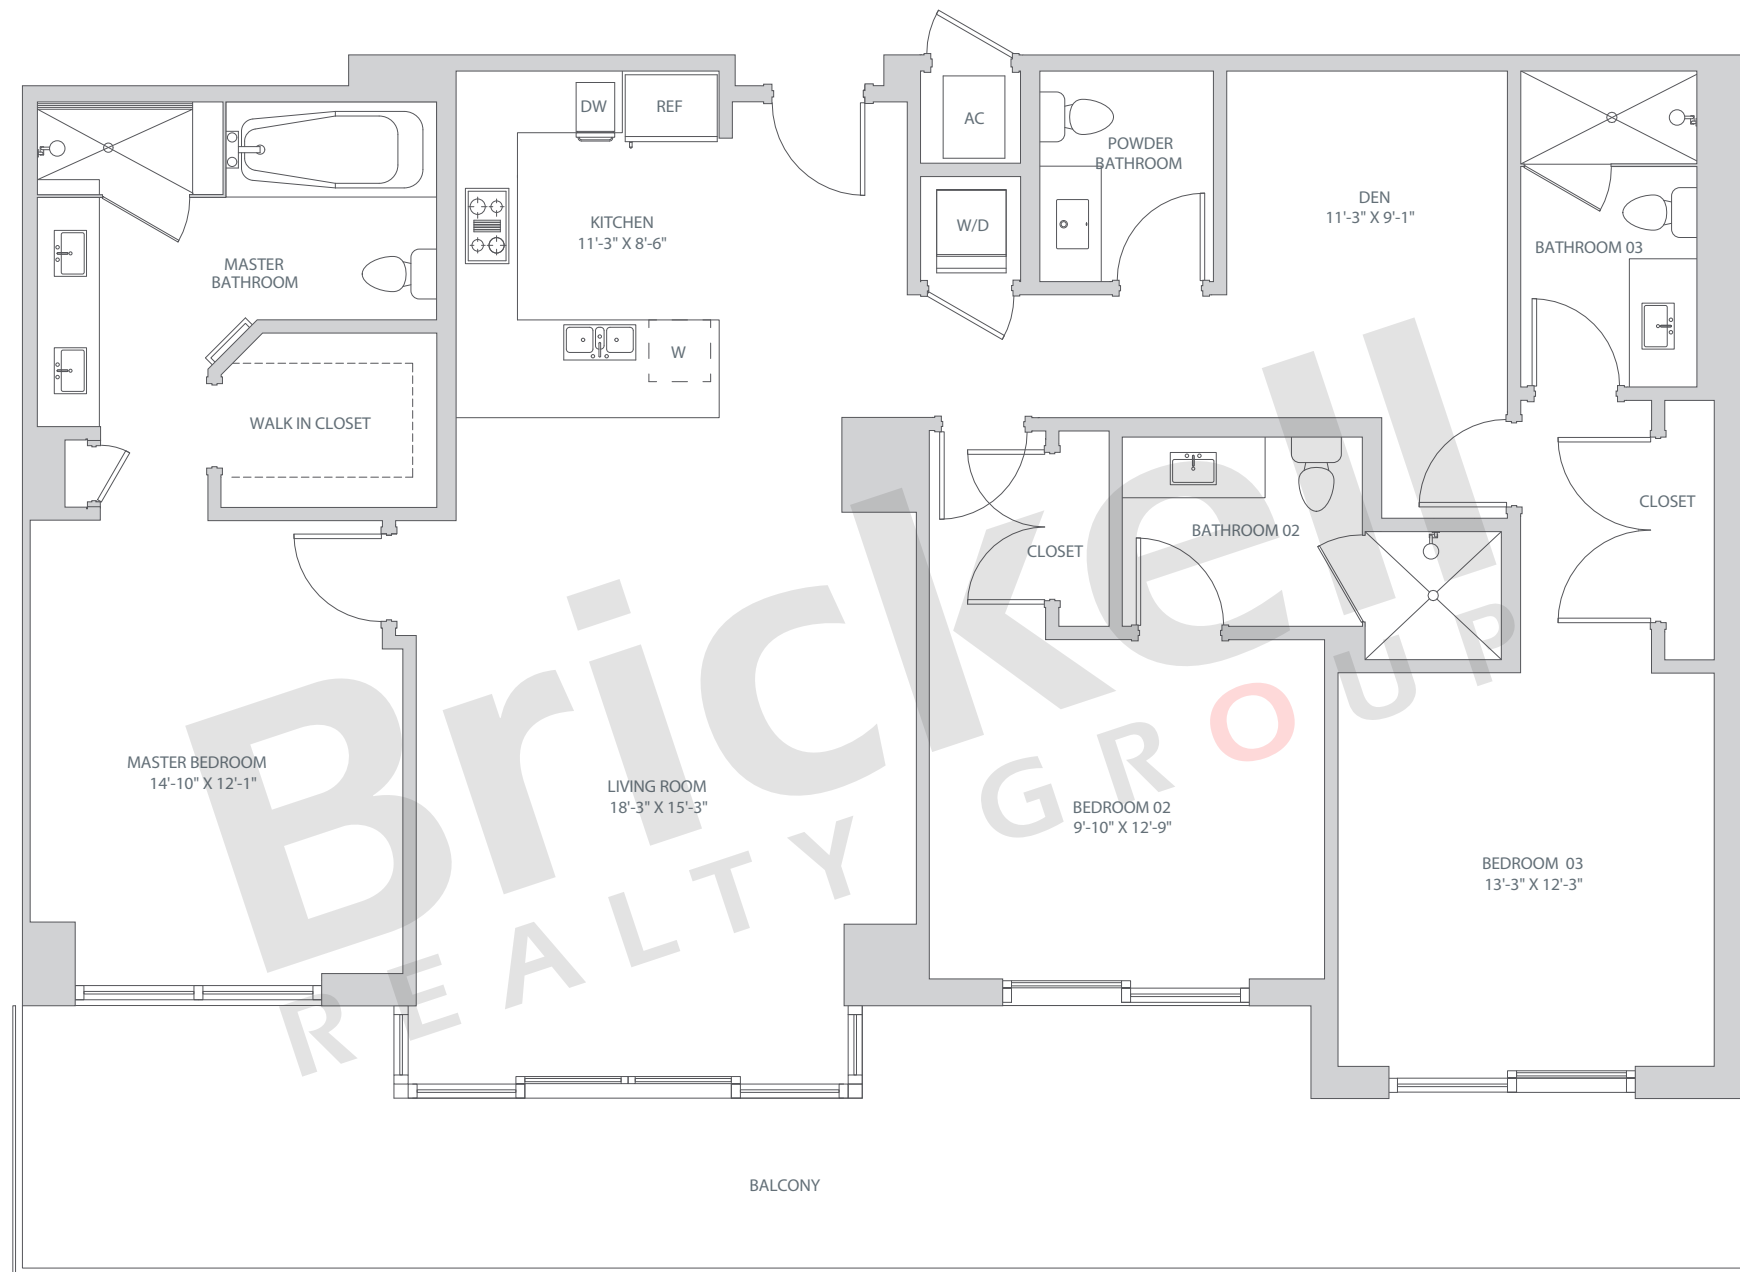 DW
REF
AC
POWDER
BATHROOM
W/D
DEN
11'-3" X 9'-1"
KITCHEN
11'-3" X 8'-6"
BATHROOM 03
MASTER
BATHROOM
W
WALK IN CLOSET
CLOSET
BATHROOM 02
CLOSET
MASTER BEDROOM
14'-10" X 12'-1"
LIVING ROOM
18'-3" X 15'-3"
BEDROOM 02
9'-10" X 12'-9"
BEDROOM 03
13'-3" X 12'-3"
BALCONY
Brickell
REALTY GROUP